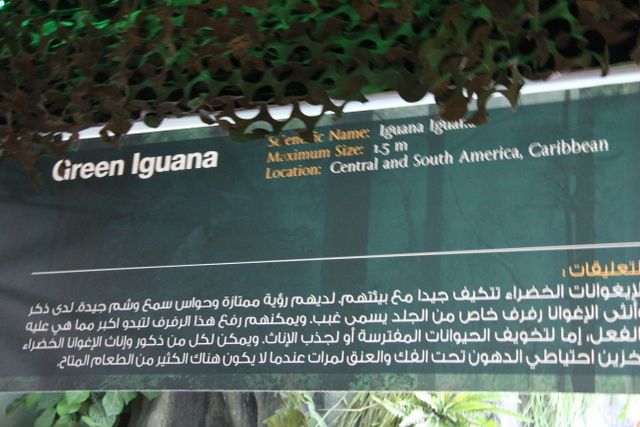 Green Iguana
Scientific Name: Iguana Iguana
Maximum Size: 1.5 m
Location: Central and South America, Caribbean
التعليقات :
الإيغوانات الخضراء تتكيف جيدا مع بيئتهم. لديهم رؤية ممتازة وحواس سمع وشم جيدة. لدى ذكر
وأنثى الإغوانا رفرف خاص من الجلد يسمى غبب. ويمكنهم رفع هذا الرفرف لتبدو اكبر مما هي عليه
بالفعل، إما لتخويف الحيوانات المفترسة أو لجذب الإناث. ويمكن لكل من ذكور وإناث الإغوانا الخضراء
تخزين احتياطي الدهون تحت الفك والعنق لمرات عندما لا يكون هناك الكثير من الطعام المتاح.